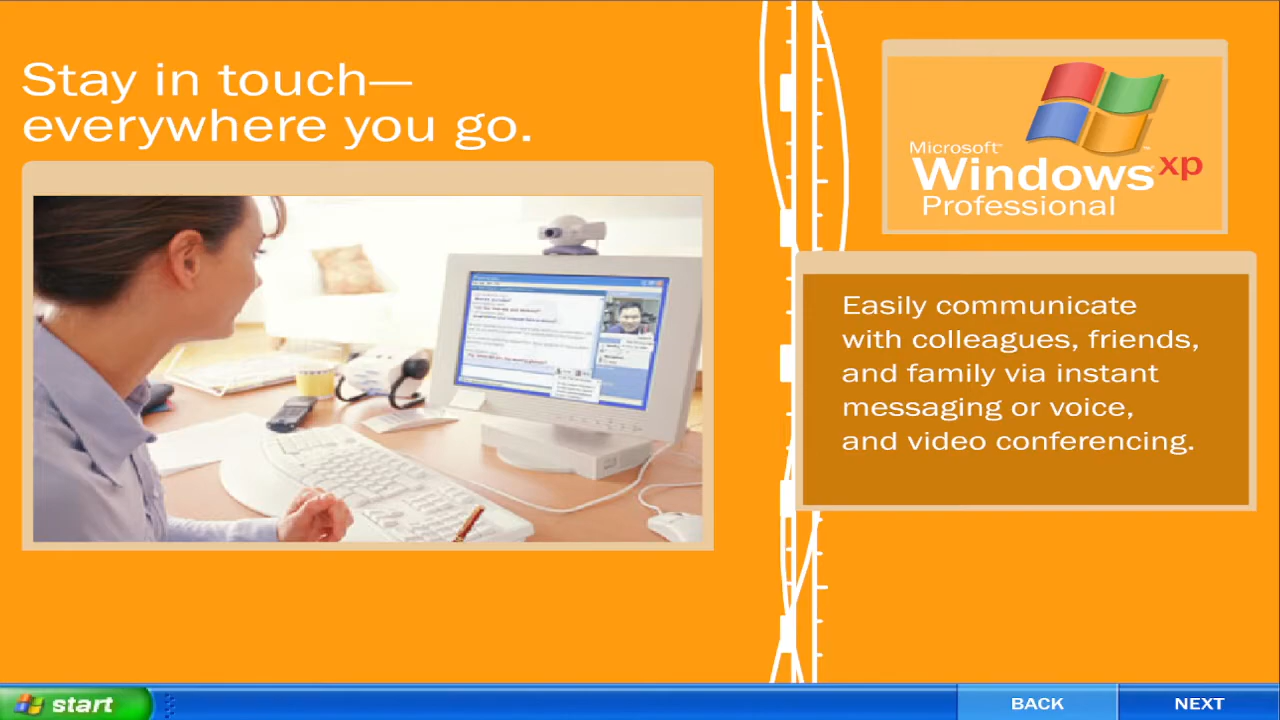 Stay in touch—
everywhere you go.
Microsoft®
Windows xp
Professional
Easily communicate
with colleagues, friends,
and family via instant
messaging or voice,
and video conferencing.
start
BACK
NEXT